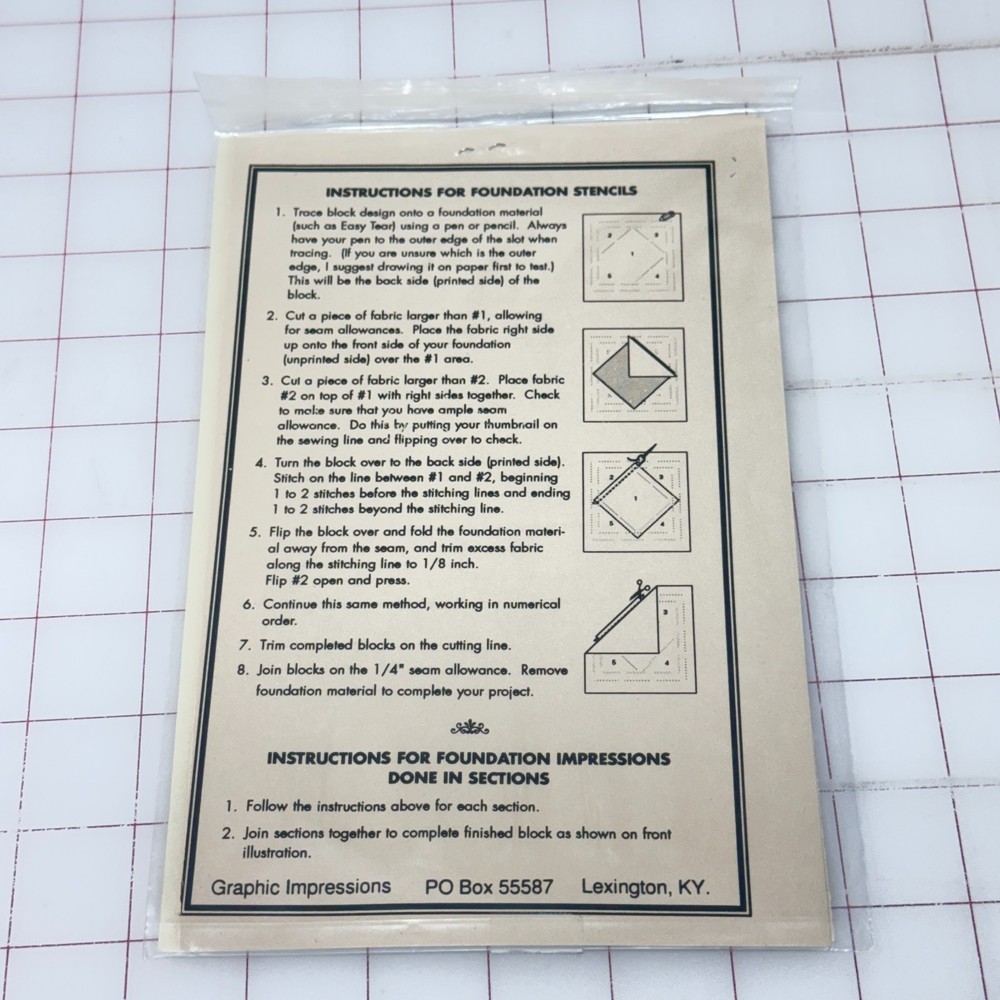 INSTRUCTIONS FOR FOUNDATION STENCILS
1. Trace block design onto a foundation material
(such as Easy Tear) using a pen or pencil. Always
have your pen to the outer edge of the slot when
tracing. (If you are unsure which is the outer
edge, I suggest drawing it on paper first to test.)
This will be the back side (printed side) of the
block.
2. Cut a piece of fabric larger than #1, allowing
for seam allowances. Place the fabric right side
up onto the front side of your foundation
(unprinted side) over the #1 area.
3. Cut a piece of fabric larger than #2. Place fabric
#2 on top of #1 with right sides together. Check
to make sure that you have ample seam
allowance. Do this by putting your thumbnail on
the sewing line and flipping over to check.
4. Turn the block over to the back side (printed side).
Stitch on the line between #1 and #2, beginning
1 to 2 stitches before the stitching lines and ending
1 to 2 stitches beyond the stitching line.
5. Flip the block over and fold the foundation materi-
al away from the seam, and trim excess fabric
along the stitching line to 1/8 inch.
Flip #2 open and press.
6. Continue this same method, working in numerical
order.
7. Trim completed blocks on the cutting line.
8. Join blocks on the 1/4" seam allowance. Remove
foundation material to complete your project.
2 3
1
5 4
2 3
1
5 4
3
5 4
INSTRUCTIONS FOR FOUNDATION IMPRESSIONS
DONE IN SECTIONS
1. Follow the instructions above for each section.
2. Join sections together to complete finished block as shown on front
illustration.
Graphic Impressions PO Box 55587 Lexington, KY.